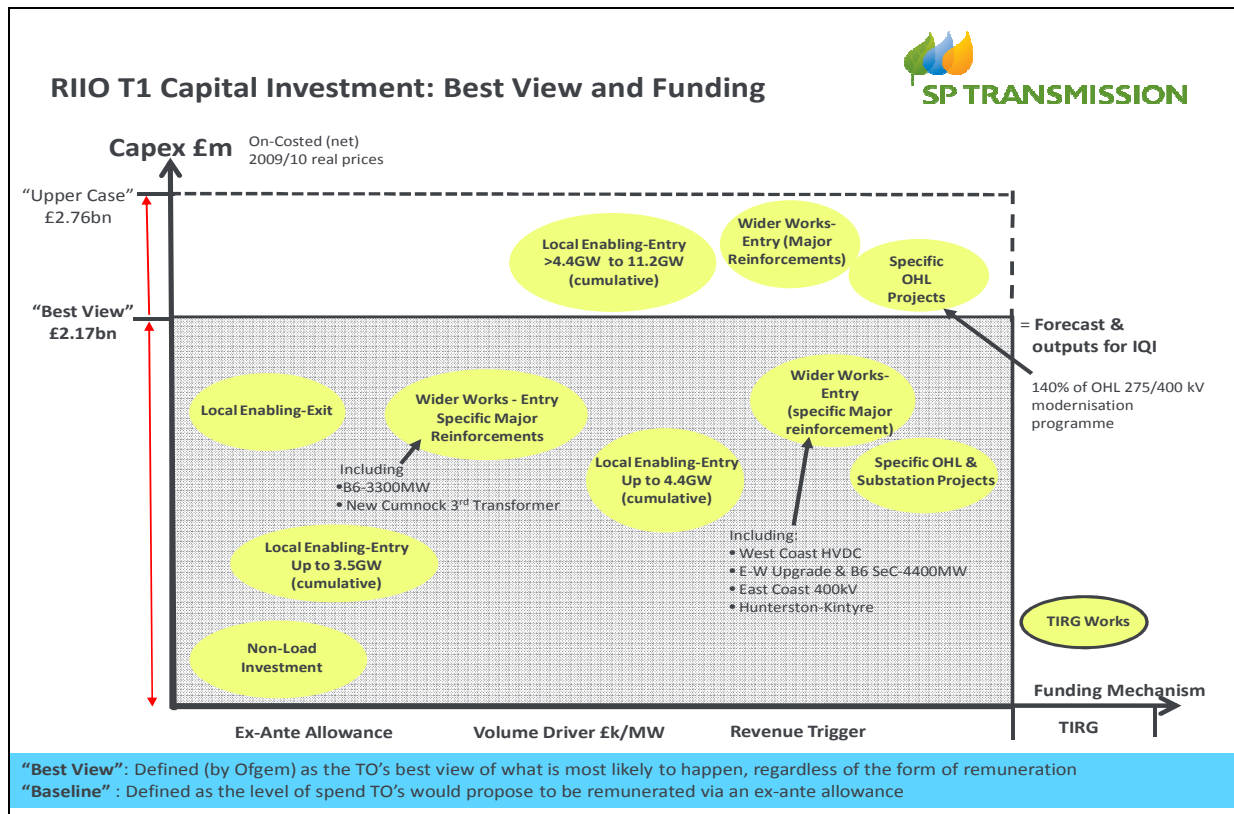 RIIO T1 Capital Investment: Best View and Funding
SP TRANSMISSION
Capex £m
On-Costed (net)
2009/10 real prices
“Upper Case”
£2.76bn
Local Enabling-Entry
>4.4GW to 11.2GW
(cumulative)
Wider Works-
Entry (Major
Reinforcements)
Specific
OHL
Projects
“Best View”
£2.17bn
= Forecast &
outputs for IQI
140% of OHL 275/400 kV
modernisation
programme
Local Enabling-Exit
Wider Works - Entry
Specific Major
Reinforcements
Including
•B6-3300MW
• New Cumnock 3rd Transformer
Local Enabling-Entry
Up to 4.4GW
(cumulative)
Wider Works-
Entry
(specific Major
reinforcement)
Specific OHL &
Substation Projects
Including:
• West Coast HVDC
• E-W Upgrade & B6 SeC-4400MW
• East Coast 400kV
• Hunterston-Kintyre
Local Enabling-Entry
Up to 3.5GW
(cumulative)
Non-Load
Investment
TIRG Works
Funding Mechanism
Ex-Ante Allowance
Volume Driver £k/MW
Revenue Trigger
TIRG
“Best View”: Defined (by Ofgem) as the TO’s best view of what is most likely to happen, regardless of the form of remuneration
“Baseline” : Defined as the level of spend TO’s would propose to be remunerated via an ex-ante allowance